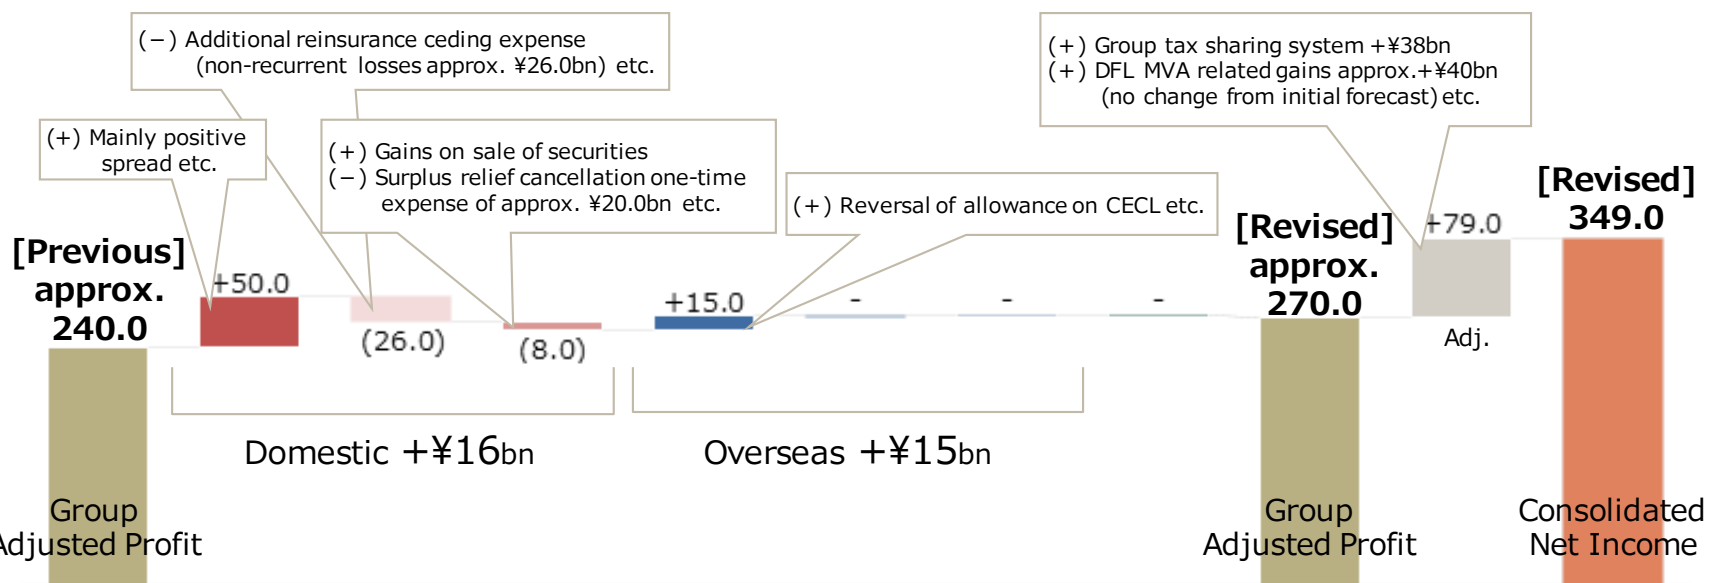 (−) Additional reinsurance ceding expense
(non-recurrent losses approx. ¥26.0bn) etc.
(+) Group tax sharing system +¥38bn
(+) DFL MVA related gains approx.+¥40bn
(no change from initial forecast) etc.
(+) Mainly positive
spread etc.
(+) Gains on sale of securities
(−) Surplus relief cancellation one-time
expense of approx. ¥20.0bn etc.
(+) Reversal of allowance on CECL etc.
[Previous]
approx.
240.0
+50.0
(26.0)
(8.0)
+15.0
-
-
-
[Revised]
approx.
270.0
+79.0
Adj.
[Revised]
349.0
Domestic +¥16bn
Overseas +¥15bn
Group
Adjusted Profit
Group
Adjusted Profit
Consolidated
Net Income